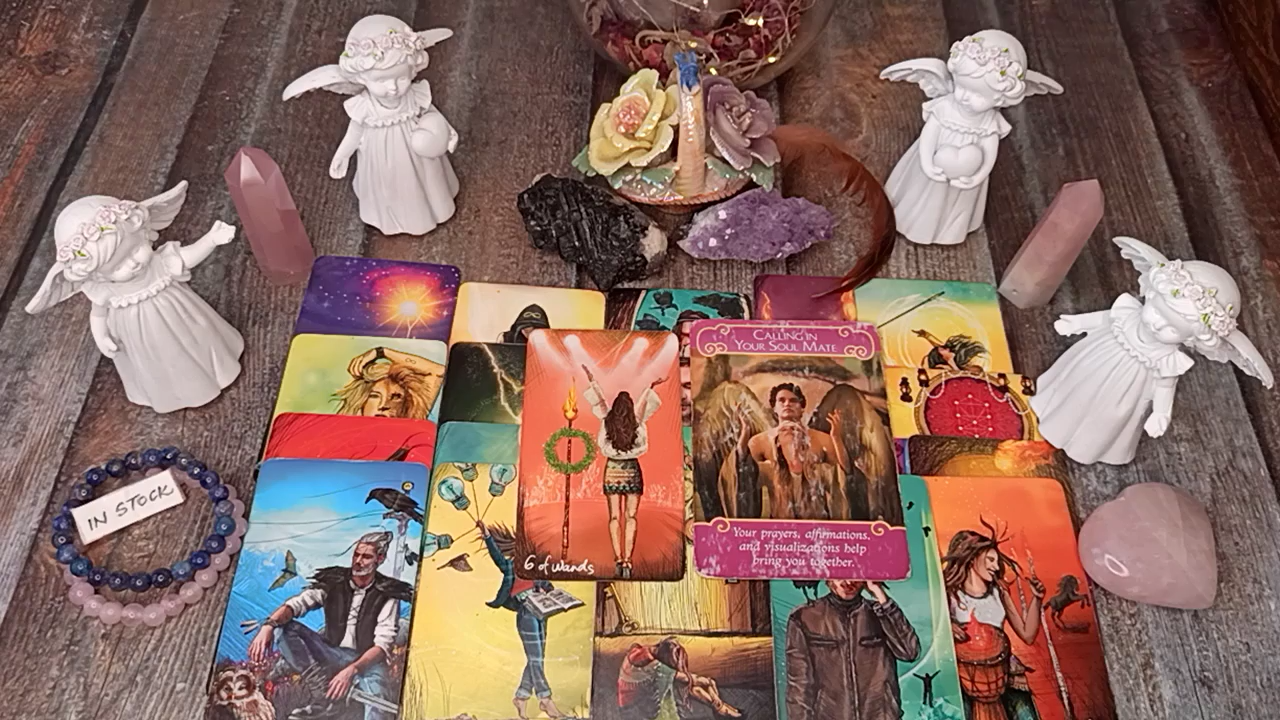 CALLING IN
YOUR SOUL MATE
IN STOCK
6 of Wands
Your prayers, affirmations,
and visualizations help
bring you together.